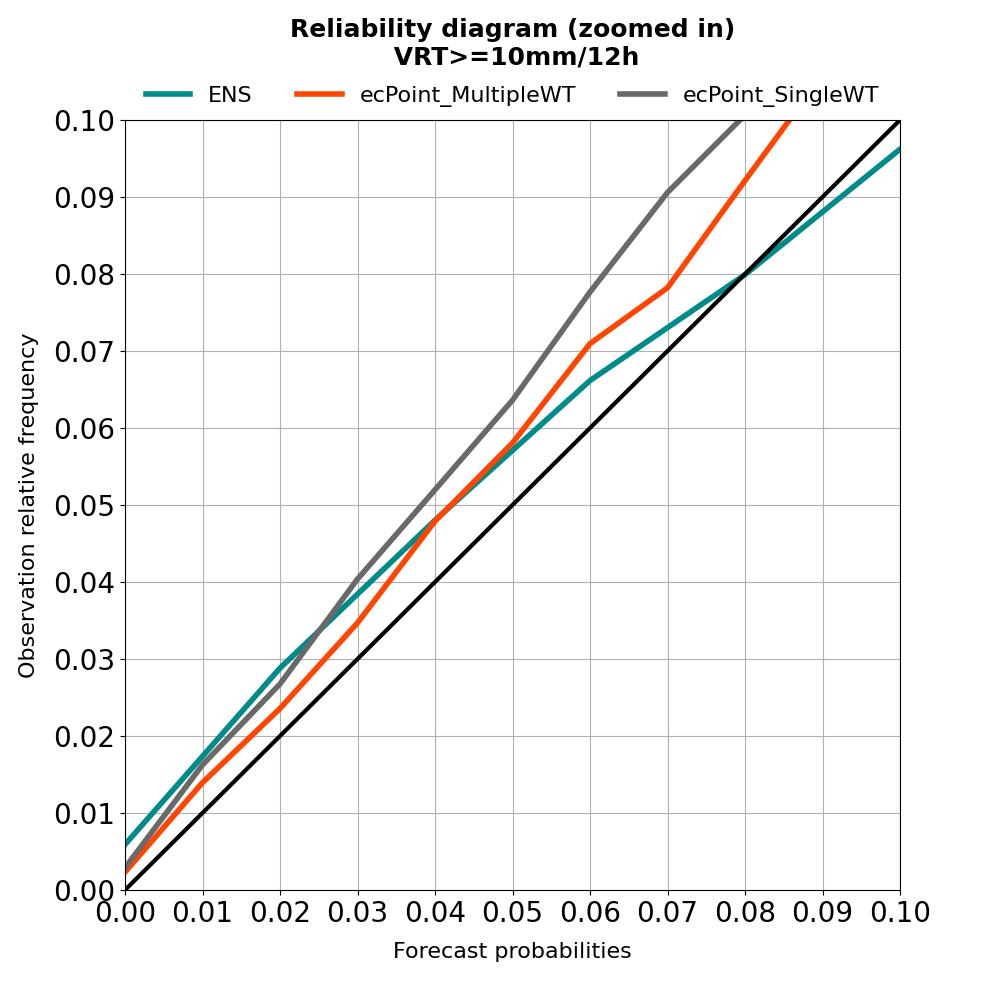 Reliability diagram (zoomed in)
VRT>=10mm/12h
ENS ecPoint_MultipleWT ecPoint_SingleWT
0.10
0.09
0.08
0.07
0.06
0.05
0.04
0.03
0.02
0.01
0.00
Observation relative frequency
0.00 0.01 0.02 0.03 0.04 0.05 0.06 0.07 0.08 0.09 0.10
Forecast probabilities